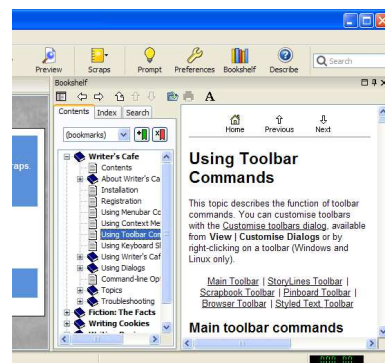 Preview Scraps Prompt Preferences Bookshelf Describe Search
Bookshelf
A
Contents Index Search
(bookmarks)
Home Previous Next
raps.
Writer's Cafe
Contents
About Writer's Ca
Installation
Registration
Using Menubar Co
Using Context Me
Using Toolbar Com
Using Keyboard Sl
Using Writer's Caf
Using Dialogs
Command-line Op
Topics
Troubleshooting
Fiction: The Facts
Writing Cookies
Using Toolbar
Commands
This topic describes the function of toolbar
commands. You can customise toolbars
with the Customise toolbars dialog, available
from View | Customise Dialogs or by
right-clicking on a toolbar (Windows and
Linux only).
Main Toolbar | StoryLines Toolbar |
Scrapbook Toolbar | Pinboard Toolbar |
Browser Toolbar | Styled Text Toolbar
Main toolbar commands